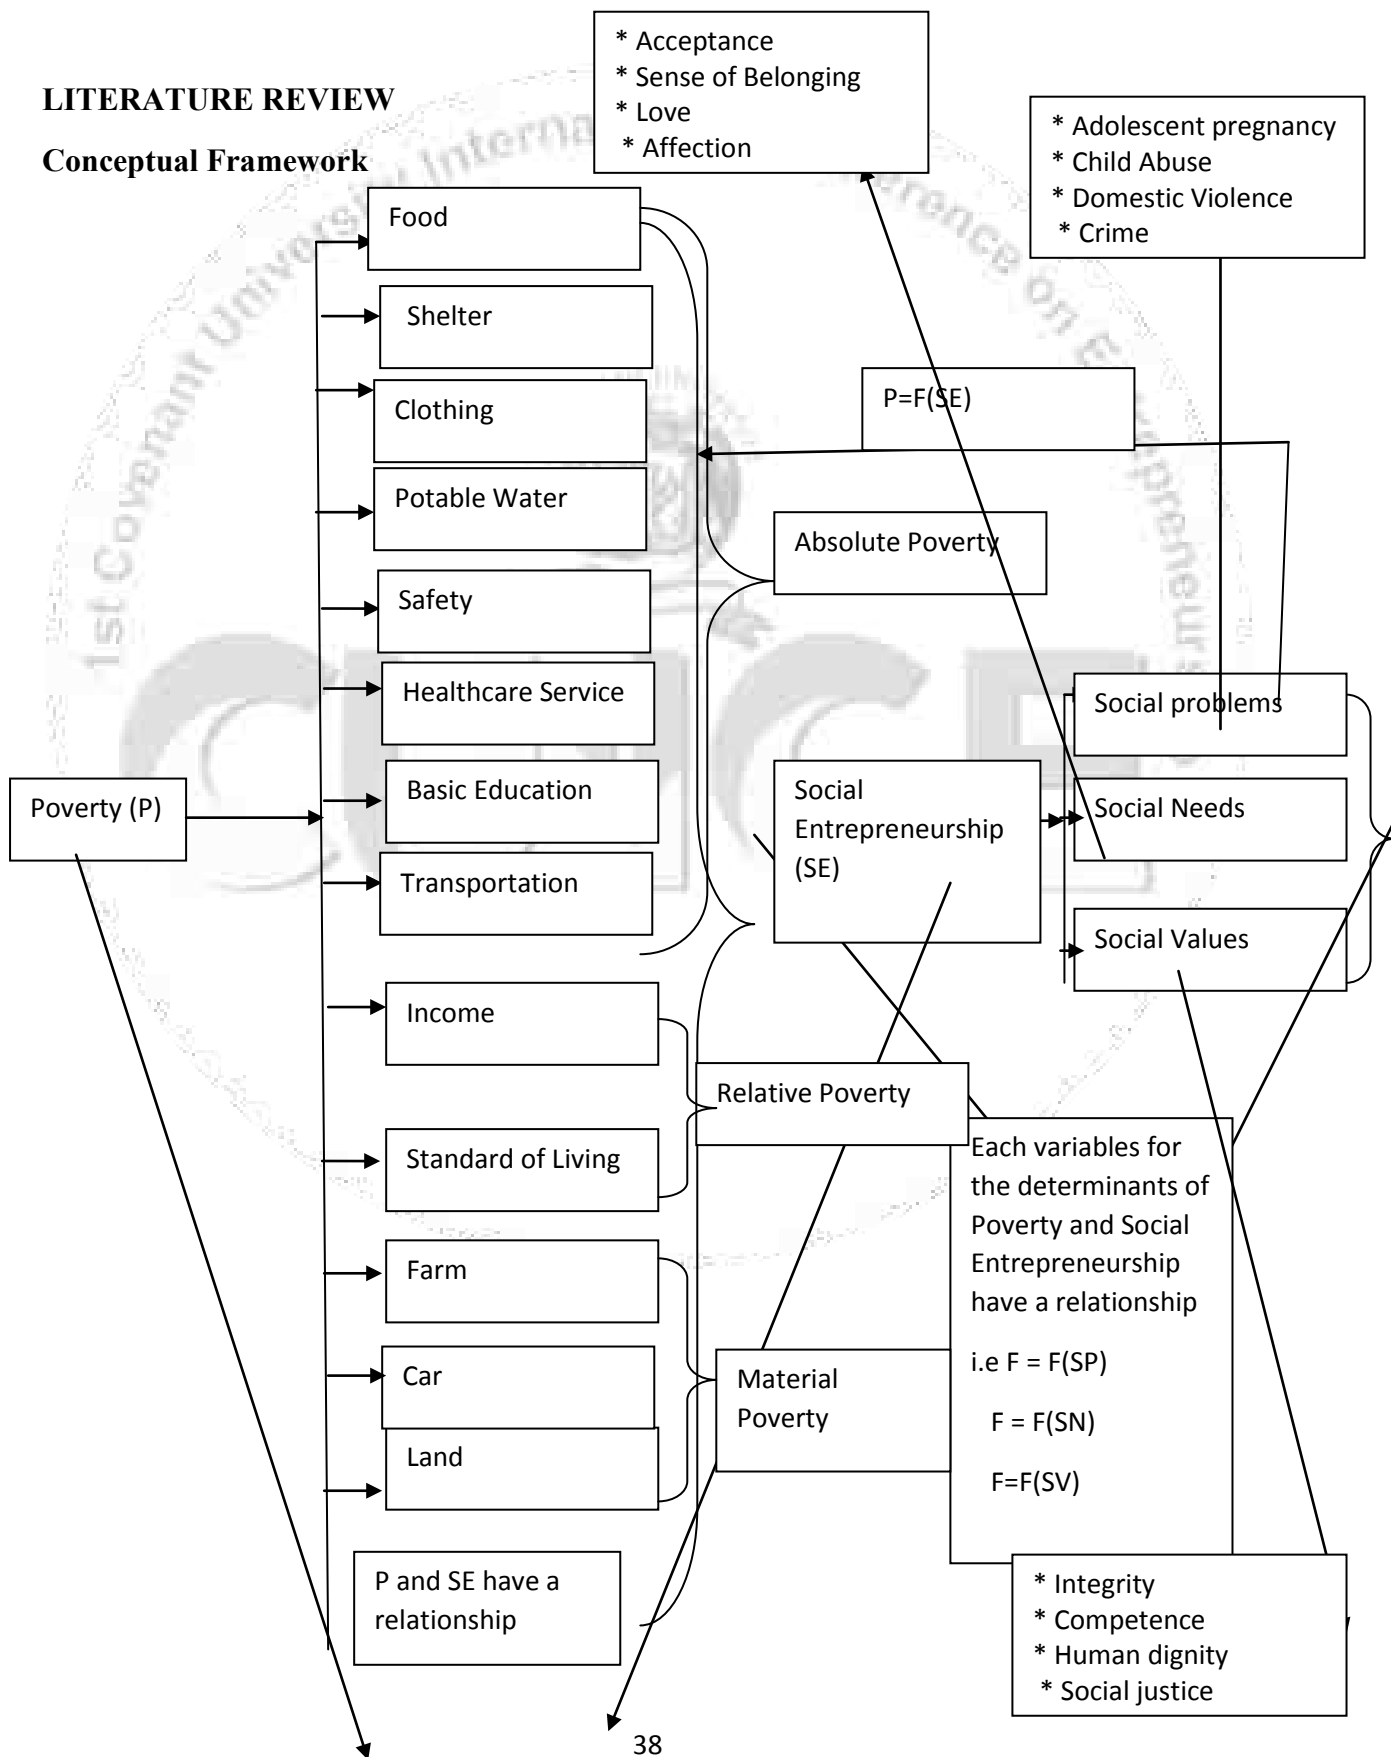 LITERATURE REVIEW
Conceptual Framework
* Acceptance
* Sense of Belonging
* Love
* Affection
* Adolescent pregnancy
* Child Abuse
* Domestic Violence
* Crime
Food
Shelter
Clothing
Potable Water
Safety
Healthcare Service
Basic Education
Transportation
Income
Standard of Living
Farm
Car
Land
P and SE have a
relationship
Poverty (P)
P=F(SE)
Absolute Poverty
Social
Entrepreneurship
(SE)
Social problems
Social Needs
Social Values
Relative Poverty
Material
Poverty
Each variables for
the determinants of
Poverty and Social
Entrepreneurship
have a relationship
i.e F = F(SP)
F = F(SN)
F=F(SV)
* Integrity
* Competence
* Human dignity
* Social justice
38
1st Covenant University